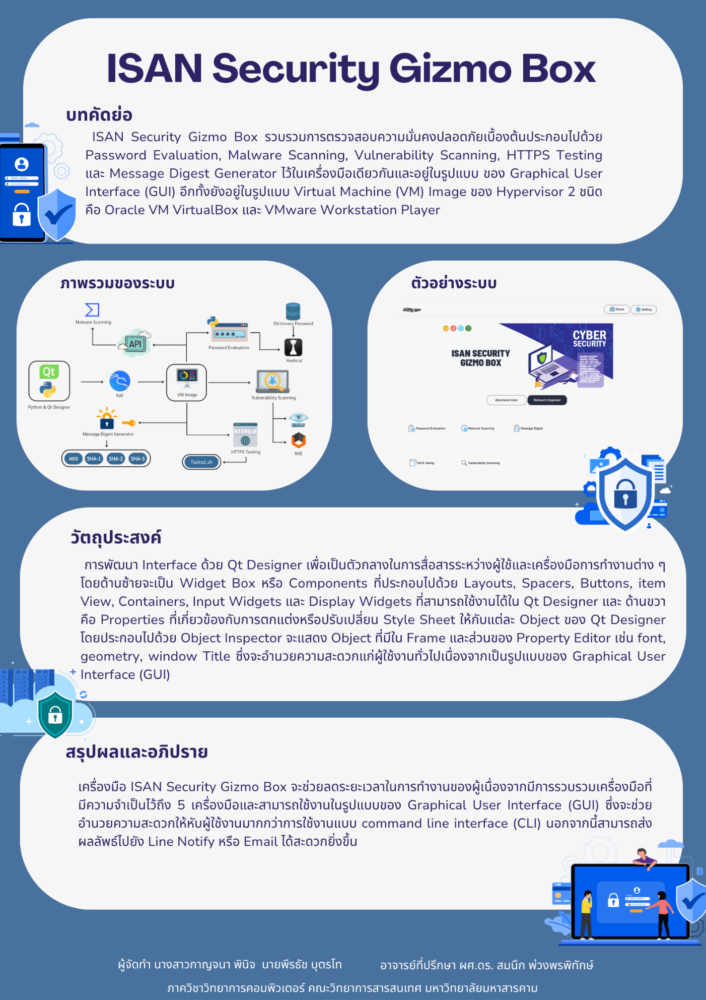 ISAN Security Gizmo Box
บทคัดย่อ
ISAN Security Gizmo Box รวบรวมการตรวจสอบความมั่นคงปลอดภัยเบื้องต้นประกอบไปด้วย
Password Evaluation, Malware Scanning, Vulnerability Scanning, HTTPS Testing
และ Message Digest Generator ไว้ในเครื่องมือเดียวกันและอยู่ในรูปแบบ ของ Graphical User
Interface (GUI) อีกทั้งยังอยู่ในรูปแบบ Virtual Machine (VM) Image ของ Hypervisor 2 ชนิด
คือ Oracle VM VirtualBox และ VMware Workstation Player
ภาพรวมของระบบ
Malware Scanning
API
Password Evaluation
Dictionary Password
Hashcat
Qt
Python & Qt Designer
kali
VM Image
Vulnerability Scanning
Message Digest Generator
MD5 SHA-1 SHA-2 SHA-3
HTTPS://
HTTPS Testing
Testssl.sh
NMAP
NSE
ตัวอย่างระบบ
GIZMO BOX
Home
Setting
ISAN SECURITY
GIZMO BOX
CYBER
SECURITY
Advanced User
Network Engineer
Password Evaluation
Malware Scanning
Message Digest
HSTS Tesing
Vulnerability Scanning
วัตถุประสงค์
การพัฒนา Interface ด้วย Qt Designer เพื่อเป็นตัวกลางในการสื่อสารระหว่างผู้ใช้และเครื่องมือการทำงานต่าง ๆ
โดยด้านซ้ายจะเป็น Widget Box หรือ Components ที่ประกอบไปด้วย Layouts, Spacers, Buttons, item
View, Containers, Input Widgets และ Display Widgets ที่สามารถใช้งานได้ใน Qt Designer และ ด้านขวา
คือ Properties ที่เกี่ยวข้องกับการตกแต่งหรือปรับเปลี่ยน Style Sheet ให้กับแต่ละ Object ของ Qt Designer
โดยประกอบไปด้วย Object Inspector จะแสดง Object ที่มีใน Frame และส่วนของ Property Editor เช่น font,
geometry, window Title ซึ่งจะอำนวยความสะดวกแก่ผู้ใช้งานทั่วไปเนื่องจากเป็นรูปแบบของ Graphical User
Interface (GUI)
สรุปผลและอภิปราย
เครื่องมือ ISAN Security Gizmo Box จะช่วยลดระยะเวลาในการทำงานของผู้เนื่องจากมีการรวบรวมเครื่องมือที่
มีความจำเป็นไว้ถึง 5 เครื่องมือและสามารถใช้งานในรูปแบบของ Graphical User Interface (GUI) ซึ่งจะช่วย
อำนวยความสะดวกให้หับผู้ใช้งานมากกว่าการใช้งานแบบ command line interface (CLI) นอกจากนี้สามารถส่ง
ผลลัพธ์ไปยัง Line Notify หรือ Email ได้สะดวกยิ่งขึ้น
ผู้จัดทำ นางสาวกาญจนา พินิจ นายพีรธัช บุตรโท
อาจารย์ที่ปรึกษา ผศ.ดร. สมนึก พ่วงพรพิทักษ์
ภาควิชาวิทยาการคอมพิวเตอร์ คณะวิทยาการสารสนเทศ มหาวิทยาลัยมหาสารคาม